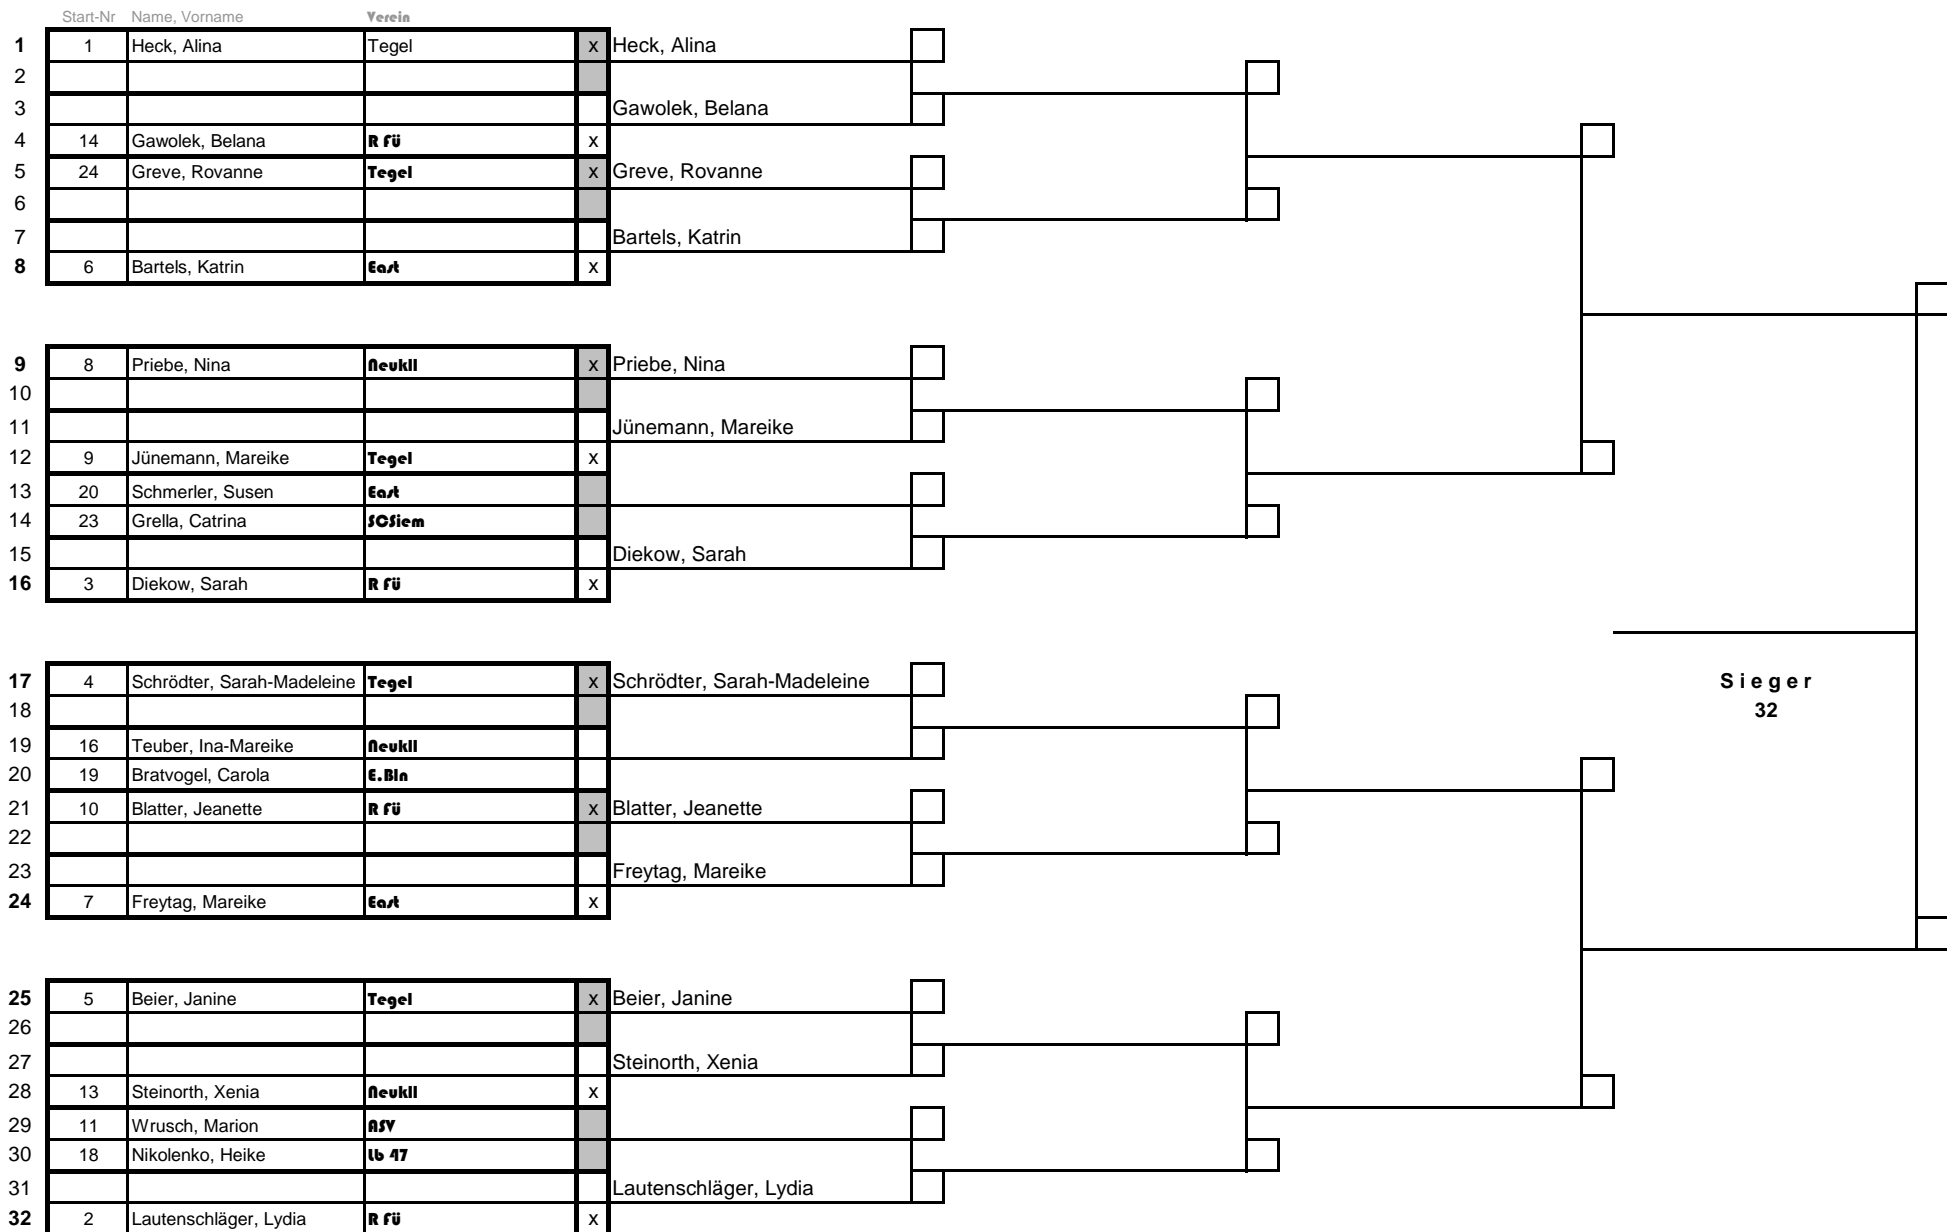 Start-Nr Name, Vorname Verein
1 1 Heck, Alina Tegel x Heck, Alina
2
3 Gawolek, Belana
4 14 Gawolek, Belana R Fü x
5 24 Greve, Rovanne Tegel x Greve, Rovanne
6
7 Bartels, Katrin
8 6 Bartels, Katrin East x
9 8 Priebe, Nina Neukll x Priebe, Nina
10
11 Jünemann, Mareike
12 9 Jünemann, Mareike Tegel x
13 20 Schmerler, Susen East
14 23 Grella, Catrina SCSiem
15 Diekow, Sarah
16 3 Diekow, Sarah R Fü x
17 4 Schrödter, Sarah-Madeleine Tegel x Schrödter, Sarah-Madeleine Sieger
18 32
19 16 Teuber, Ina-Mareike Neukll
20 19 Bratvogel, Carola E.Bln
21 10 Blatter, Jeanette R Fü x Blatter, Jeanette
22
23 Freytag, Mareike
24 7 Freytag, Mareike East x
25 5 Beier, Janine Tegel x Beier, Janine
26
27 Steinorth, Xenia
28 13 Steinorth, Xenia Neukll x
29 11 Wrusch, Marion ASV
30 18 Nikolenko, Heike Lb 47
31 Lautenschläger, Lydia
32 2 Lautenschläger, Lydia R Fü x